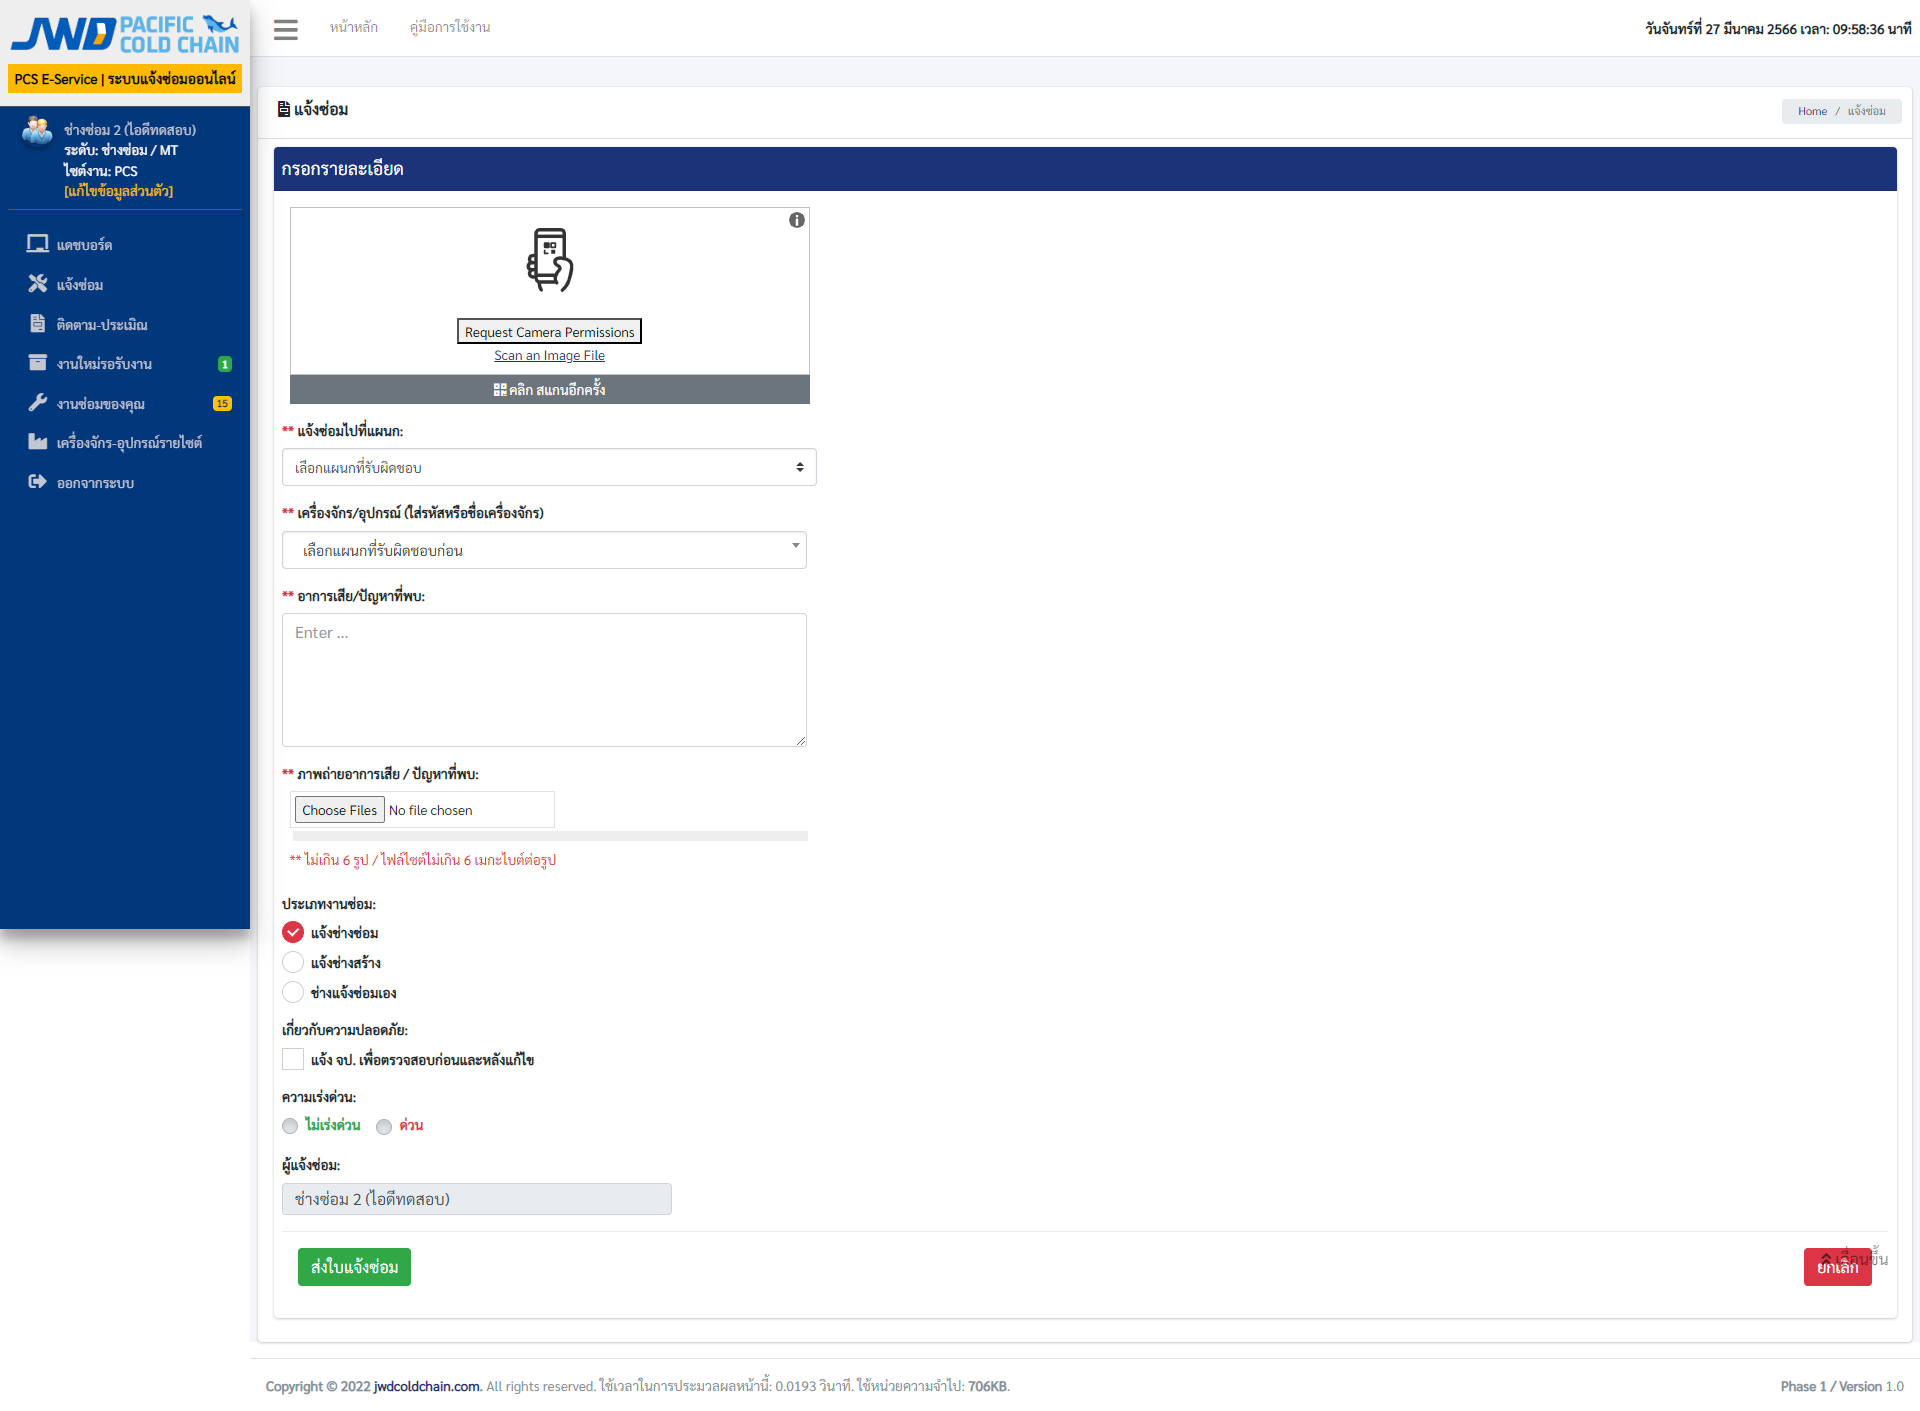 JWD PACIFIC COLD CHAIN
PCS E-Service | ระบบแจ้งซ่อมออนไลน์
หน้าหลัก
คู่มือการใช้งาน
วันจันทร์ที่ 27 มีนาคม 2566 เวลา: 09:58:36 นาที
ช่างซ่อม 2 (ไอดีทดสอบ)
ระดับ: ช่างซ่อม / MT
ไซต์งาน: PCS
[แก้ไขข้อมูลส่วนตัว]
แดชบอร์ด
แจ้งซ่อม
ติดตาม-ประเมิณ
งานใหม่รอรับงาน 1
งานซ่อมของคุณ 15
เครื่องจักร-อุปกรณ์รายไซต์
ออกจากระบบ
แจ้งซ่อม
Home / แจ้งซ่อม
กรอกรายละเอียด
Request Camera Permissions
Scan an Image File
คลิก สแกนอีกครั้ง
** แจ้งซ่อมไปที่แผนก:
เลือกแผนกที่รับผิดชอบ
** เครื่องจักร/อุปกรณ์ (ใส่รหัสหรือชื่อเครื่องจักร)
เลือกแผนกที่รับผิดชอบก่อน
** อาการเสีย/ปัญหาที่พบ:
Enter ...
** ภาพถ่ายอาการเสีย / ปัญหาที่พบ:
Choose Files No file chosen
** ไม่เกิน 6 รูป / ไฟล์ไซต์ไม่เกิน 6 เมกะไบต์ต่อรูป
ประเภทงานซ่อม:
แจ้งช่างซ่อม
แจ้งช่างสร้าง
ช่างแจ้งซ่อมเอง
เกี่ยวกับความปลอดภัย:
แจ้ง จป. เพื่อตรวจสอบก่อนและหลังแก้ไข
ความเร่งด่วน:
ไม่เร่งด่วน ด่วน
ผู้แจ้งซ่อม:
ช่างซ่อม 2 (ไอดีทดสอบ)
ส่งใบแจ้งซ่อม
เลื่อนขึ้น
ยกเลิก
Copyright © 2022 jwdcoldchain.com. All rights reserved. ใช้เวลาในการประมวลผลหน้านี้: 0.0193 วินาที. ใช้หน่วยความจำไป: 706KB.
Phase 1 / Version 1.0